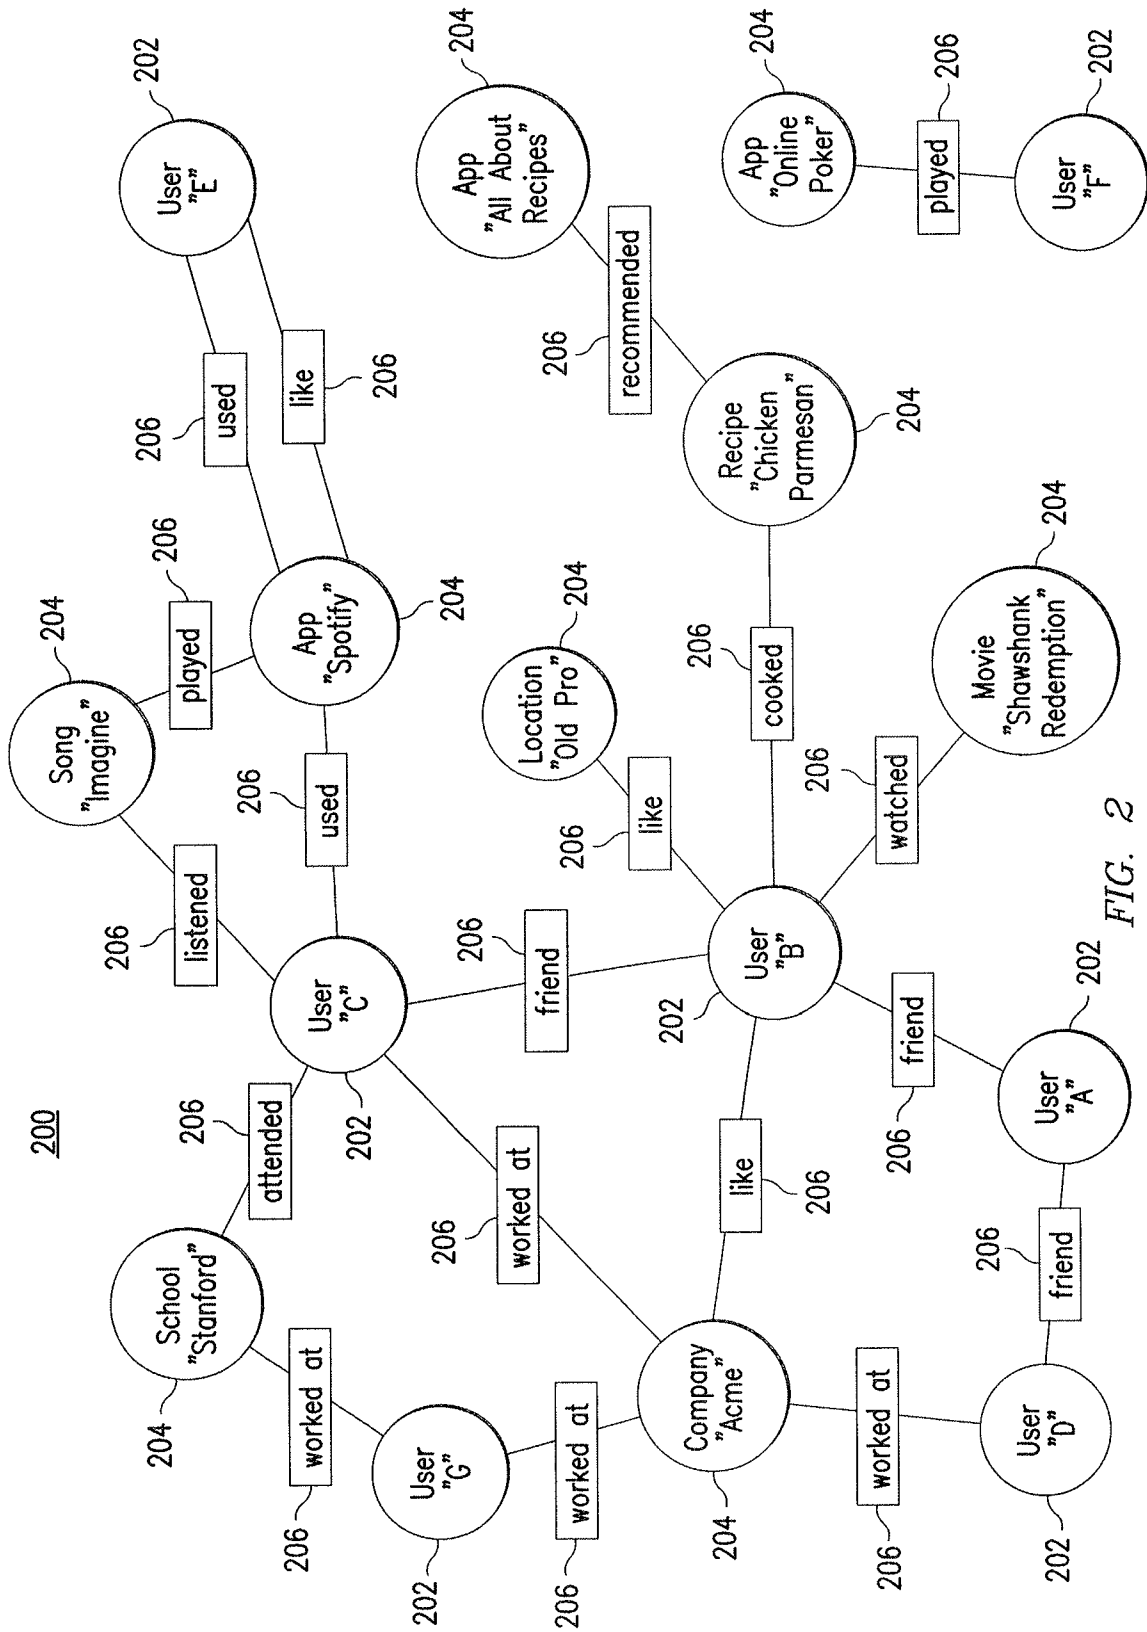 200
204
School
"Stanford"
206
attended
206
listened
204
Song
"Imagine"
206
played
206
used
202
User
"E"
206
worked at
202
User
"C"
206
used
App
"Spotify"
204
like
206
202
User
"G"
206
worked at
206
friend
206
like
Location
"Old Pro"
204
206
recommended
App
"All About
Recipes"
204
206
worked at
Company
"Acme"
204
like
206
202
User
"B"
206
cooked
Recipe
"Chicken
Parmesan"
204
App
"Online
Poker"
204
206
worked at
206
friend
206
watched
played
206
202
User
"D"
206
friend
User
"A"
202
Movie
"Shawshank
Redemption"
204
User
"F"
202
FIG. 2